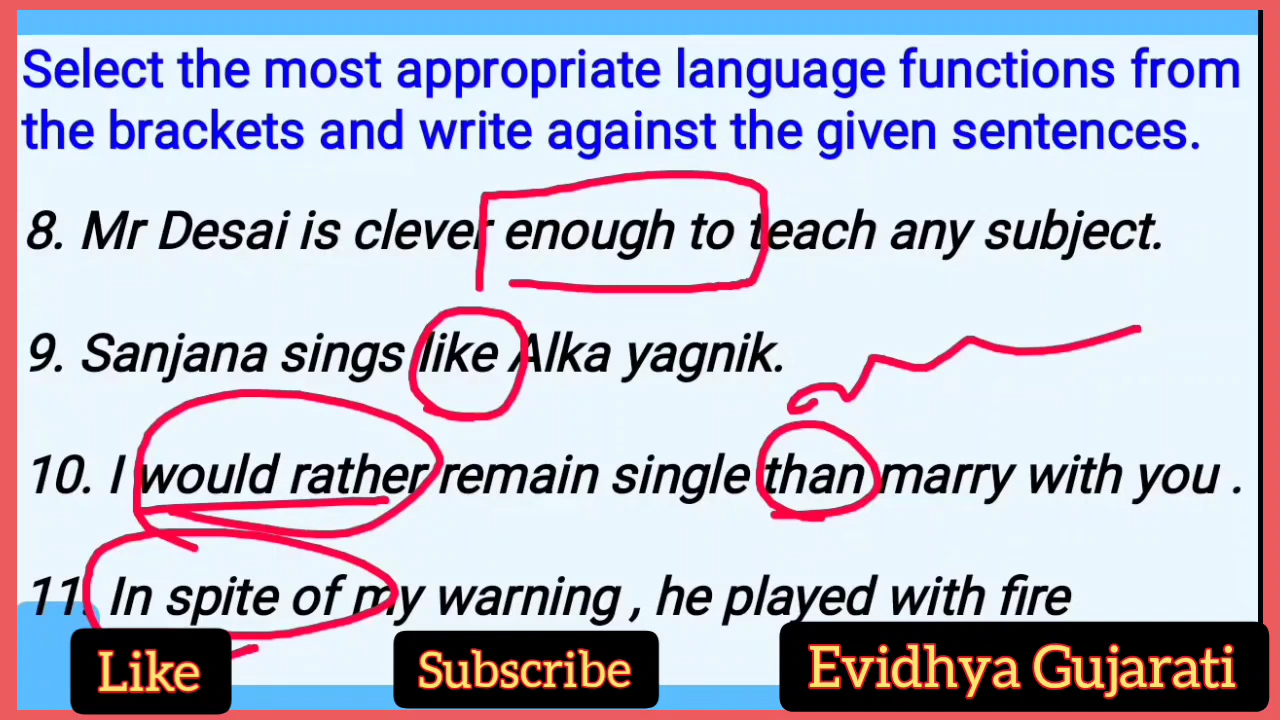 Select the most appropriate language functions from
the brackets and write against the given sentences.
8. Mr Desai is clever enough to teach any subject.
9. Sanjana sings like Alka yagnik.
10. I would rather remain single than marry with you .
11. In spite of my warning , he played with fire
Like
Subscribe
Evidhya Gujarati